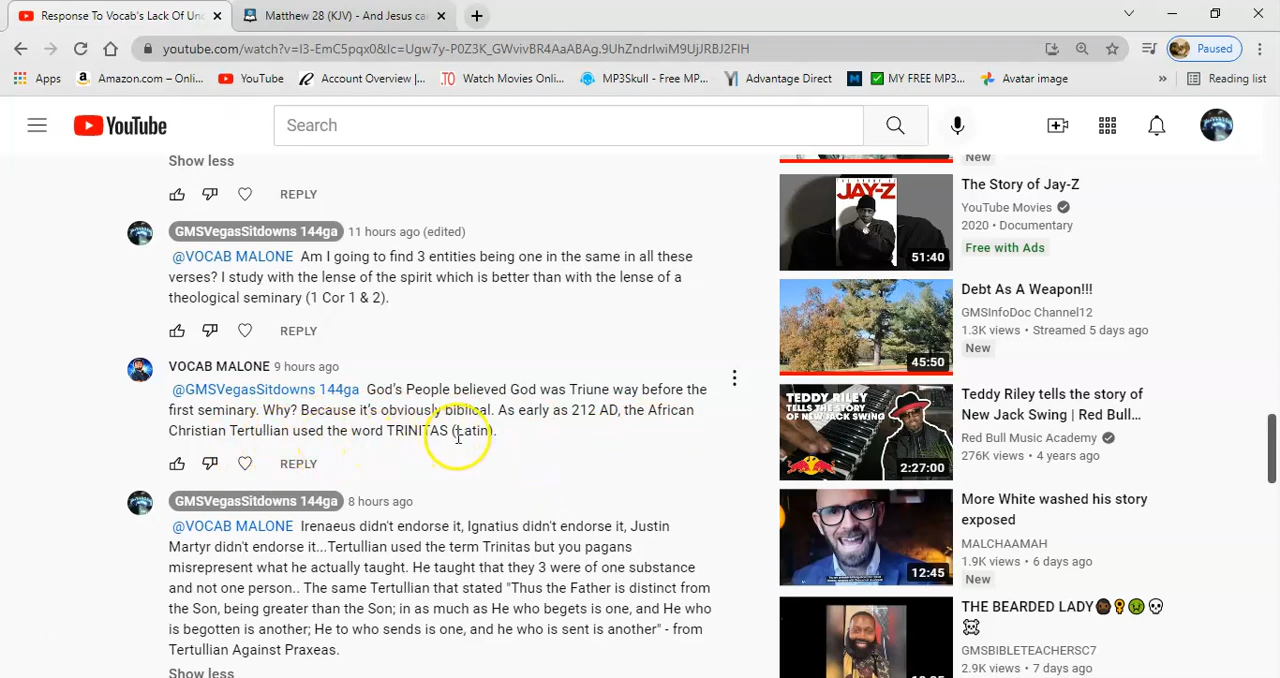 Response To Vocab's Lack Of Und
Matthew 28 (KJV) - And Jesus ca
youtube.com/watch?v=I3-EmC5pqx0&lc=Ugw7y-P0Z3K_GWvivBR4AaABAg.9UhZndrlwiM9UjJRBJ2FIH
Paused
Apps
Amazon.com – Onli...
YouTube
Account Overview |...
Watch Movies Onli...
MP3Skull - Free MP...
Advantage Direct
MY FREE MP3...
Avatar image
»
Reading list
YouTube
Search
Show less
REPLY
GMSVegasSitdowns 144ga 11 hours ago (edited)
@VOCAB MALONE Am I going to find 3 entities being one in the same in all these
verses? I study with the lense of the spirit which is better than with the lense of a
theological seminary (1 Cor 1 & 2).
REPLY
VOCAB MALONE 9 hours ago
@GMSVegasSitdowns 144ga God's People believed God was Triune way before the
first seminary. Why? Because it's obviously biblical. As early as 212 AD, the African
Christian Tertullian used the word TRINITAS (Latin).
REPLY
GMSVegasSitdowns 144ga 8 hours ago
@VOCAB MALONE Irenaeus didn't endorse it, Ignatius didn't endorse it, Justin
Martyr didn't endorse it...Tertullian used the term Trinitas but you pagans
misrepresent what he actually taught. He taught that they 3 were of one substance
and not one person.. The same Tertullian that stated "Thus the Father is distinct from
the Son, being greater than the Son; in as much as He who begets is one, and He who
is begotten is another; He to who sends is one, and he who is sent is another" - from
Tertullian Against Praxeas.
Show less
New
JAY-Z
51:40
The Story of Jay-Z
YouTube Movies
2020 • Documentary
Free with Ads
45:50
Debt As A Weapon!!!
GMSInfoDoc Channel12
1.3K views • Streamed 5 days ago
New
TEDDY RILEY
TELLS THE STORY
OF NEW JACK SWING
Red Bull
2:27:00
Teddy Riley tells the story of
New Jack Swing | Red Bull...
Red Bull Music Academy
276K views • 4 years ago
12:45
More White washed his story
exposed
MALCHAAMAH
1.9K views • 6 days ago
New
THE BEARDED LADY
GMSBIBLETEACHERSC7
2.9K views • 7 days ago